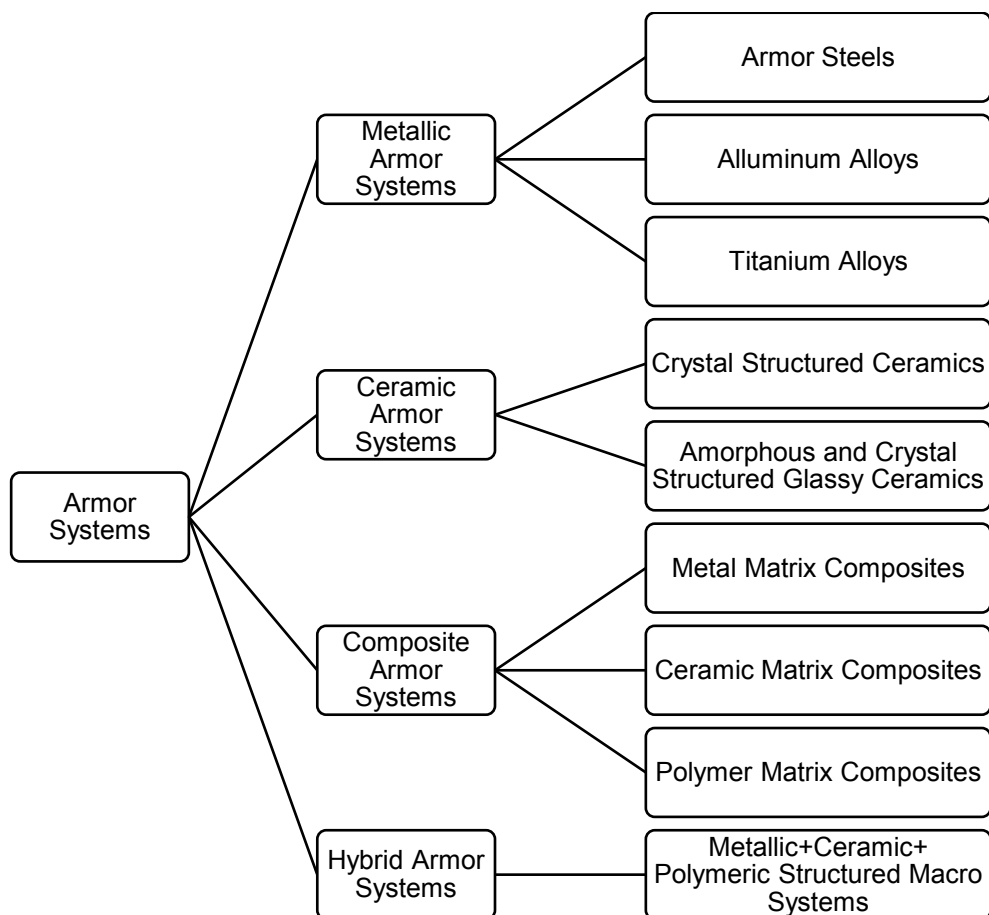 Armor
Systems
Metallic
Armor
Systems
Armor Steels
Alluminum Alloys
Titanium Alloys
Ceramic
Armor
Systems
Crystal Structured Ceramics
Amorphous and Crystal
Structured Glassy Ceramics
Composite
Armor
Systems
Metal Matrix Composites
Ceramic Matrix Composites
Polymer Matrix Composites
Hybrid Armor
Systems
Metallic+Ceramic+
Polymeric Structured Macro
Systems